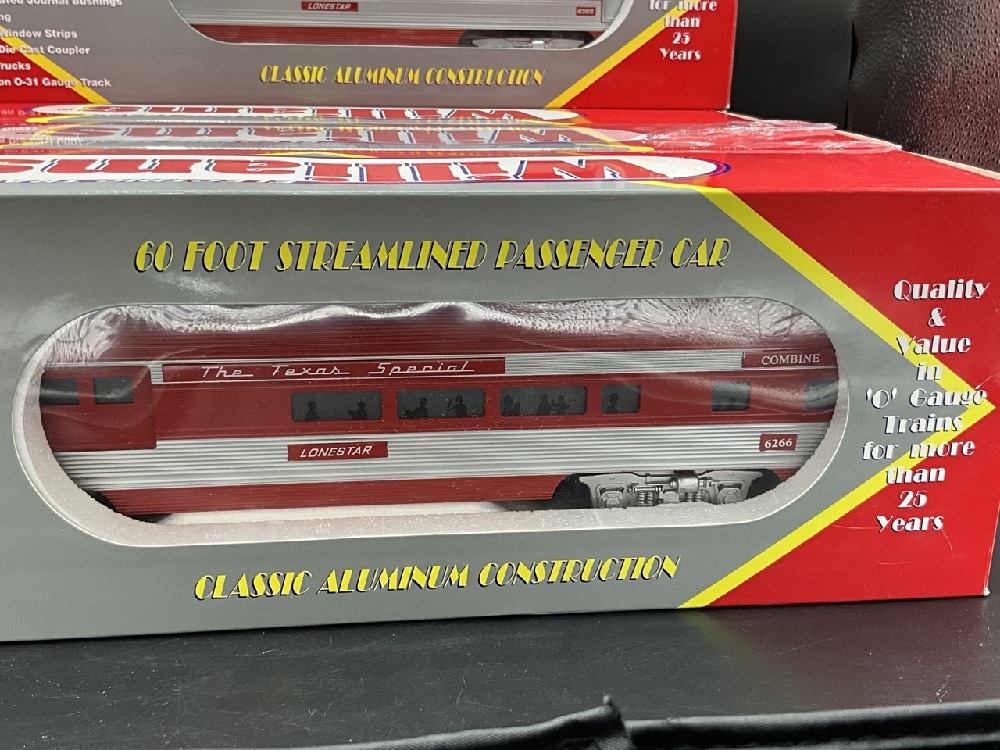 Journal Bushings
Window Strips
Die Cast Coupler
Trucks
on O-31 Gauge Track
LONESTAR
CLASSIC ALUMINUM CONSTRUCTION
for more
than
25
Years
Williams
60 FOOT STREAMLINED PASSENGER CAR
The Texas Special
COMBINE
LONESTAR
6266
CLASSIC ALUMINUM CONSTRUCTION
Quality
&
Value
in
'O' Gauge
Trains
for more
than
25
Years